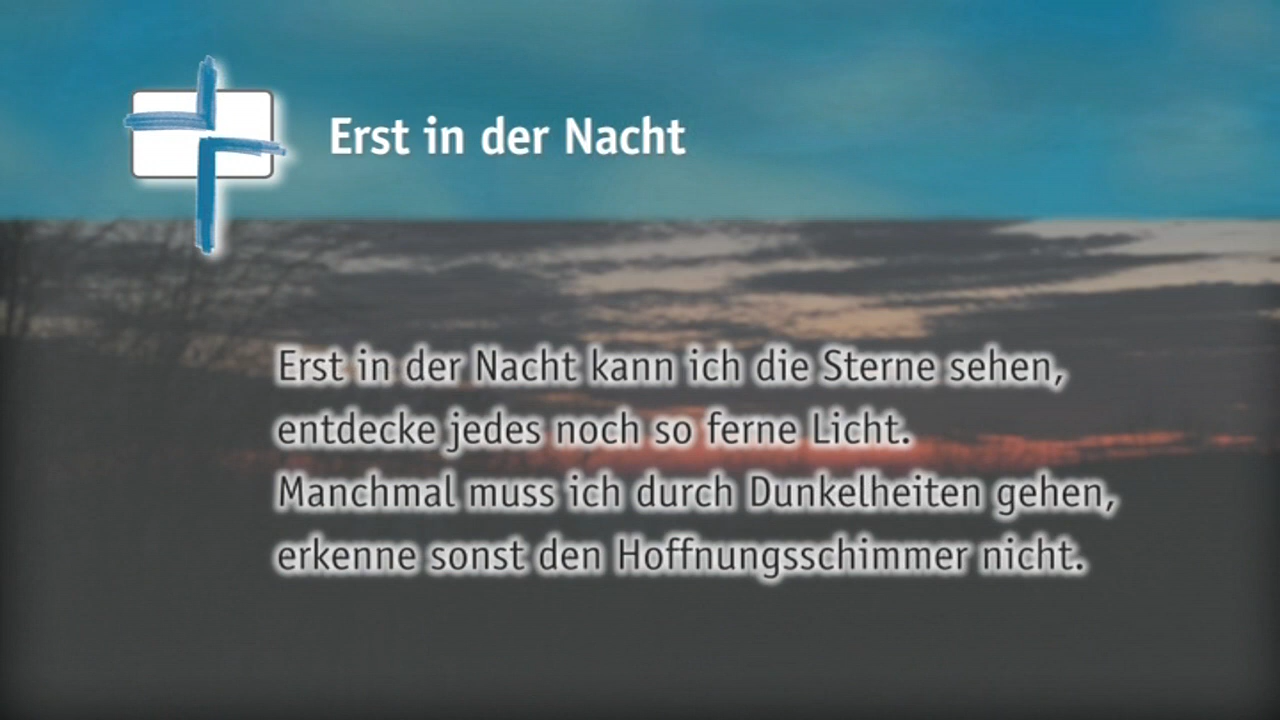 Erst in der Nacht
Erst in der Nacht kann ich die Sterne sehen,
entdecke jedes noch so ferne Licht.
Manchmal muss ich durch Dunkelheiten gehen,
erkenne sonst den Hoffnungsschimmer nicht.